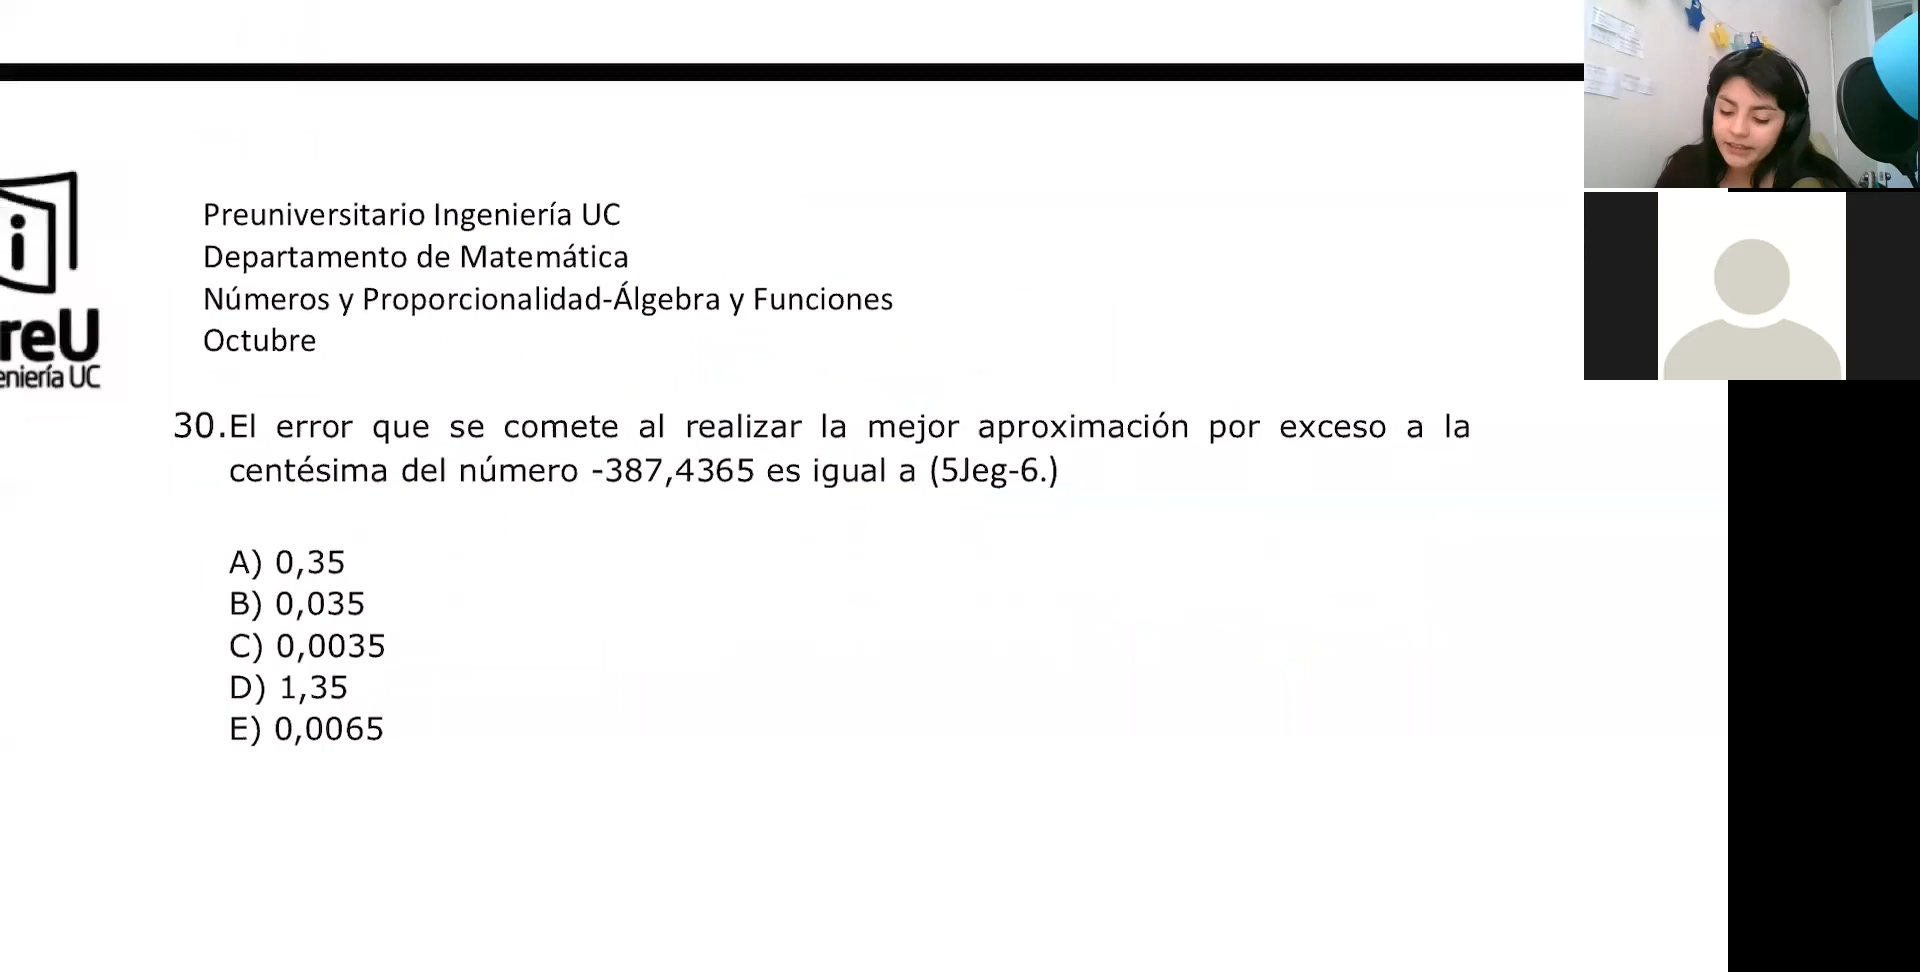 i
reU
eniería UC
Preuniversitario Ingeniería UC
Departamento de Matemática
Números y Proporcionalidad-Álgebra y Funciones
Octubre
30.El error que se comete al realizar la mejor aproximación por exceso a la
centésima del número -387,4365 es igual a (5Jeg-6.)
A) 0,35
B) 0,035
C) 0,0035
D) 1,35
E) 0,0065